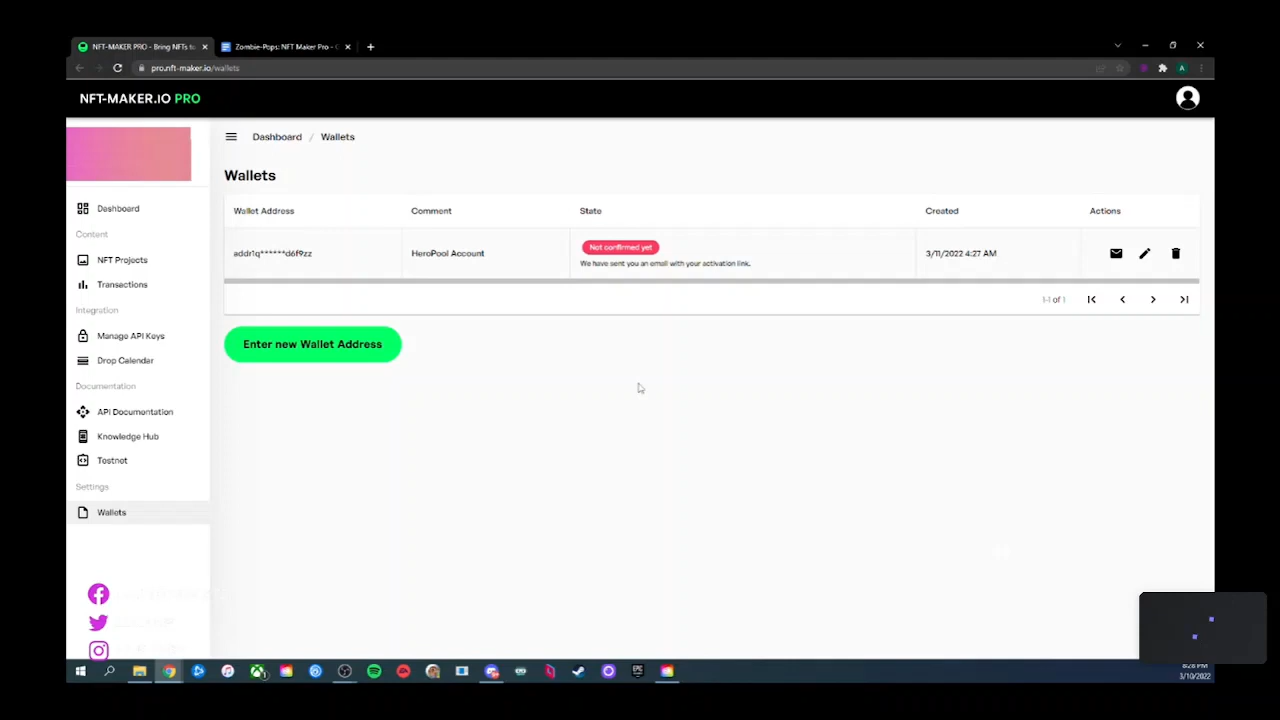 NFT-MAKER PRO - Bring NFTs to
Zombie-Pops: NFT Maker Pro - G
pro.nft-maker.io/wallets
A
NFT-MAKER.IO PRO
Dashboard / Wallets
Wallets
Wallet Address Comment State Created Actions
addr1q******d6f9zz HeroPool Account Not confirmed yet 3/11/2022 4:27 AM
We have sent you an email with your activation link.
1-1 of 1
Enter new Wallet Address
Dashboard
Content
NFT Projects
Transactions
Integration
Manage API Keys
Drop Calendar
Documentation
API Documentation
Knowledge Hub
Testnet
Settings
Wallets
EPIC
8:28 PM
3/10/2022